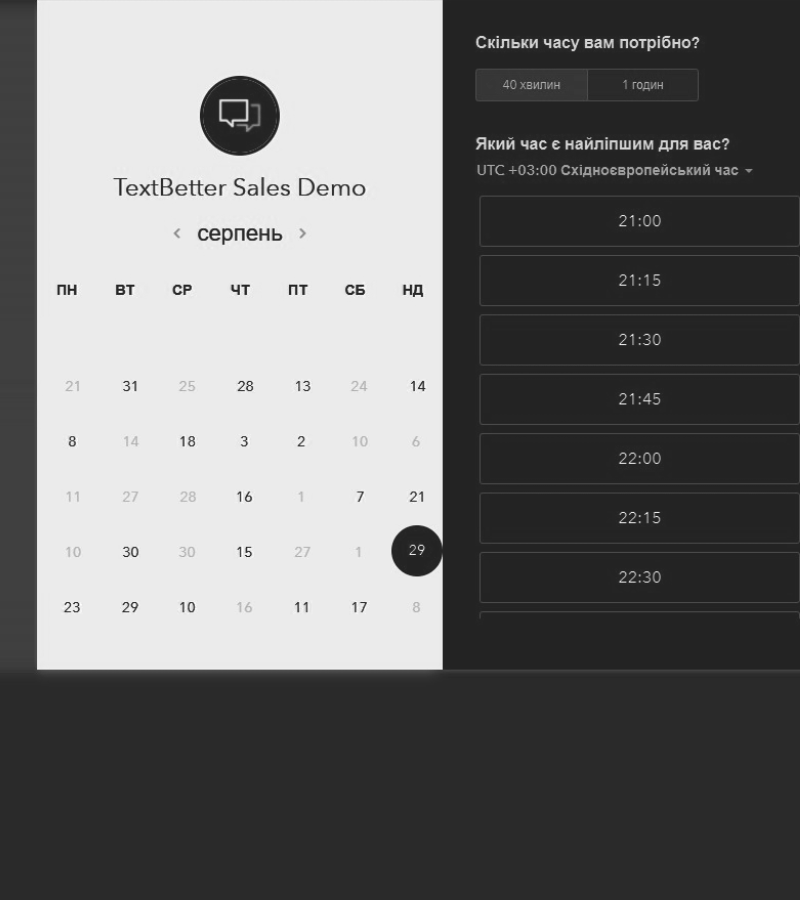 TextBetter Sales Demo
серпень
ПН ВТ СР ЧТ ПТ СБ НД
21 31 25 28 13 24 14
8 14 18 3 2 10 6
11 27 28 16 1 7 21
10 30 30 15 27 1 29
23 29 10 16 11 17 8
Скільки часу вам потрібно?
40 хвилин 1 годин
Який час є найліпшим для вас?
UTC +03:00 Східноєвропейський час
21:00
21:15
21:30
21:45
22:00
22:15
22:30